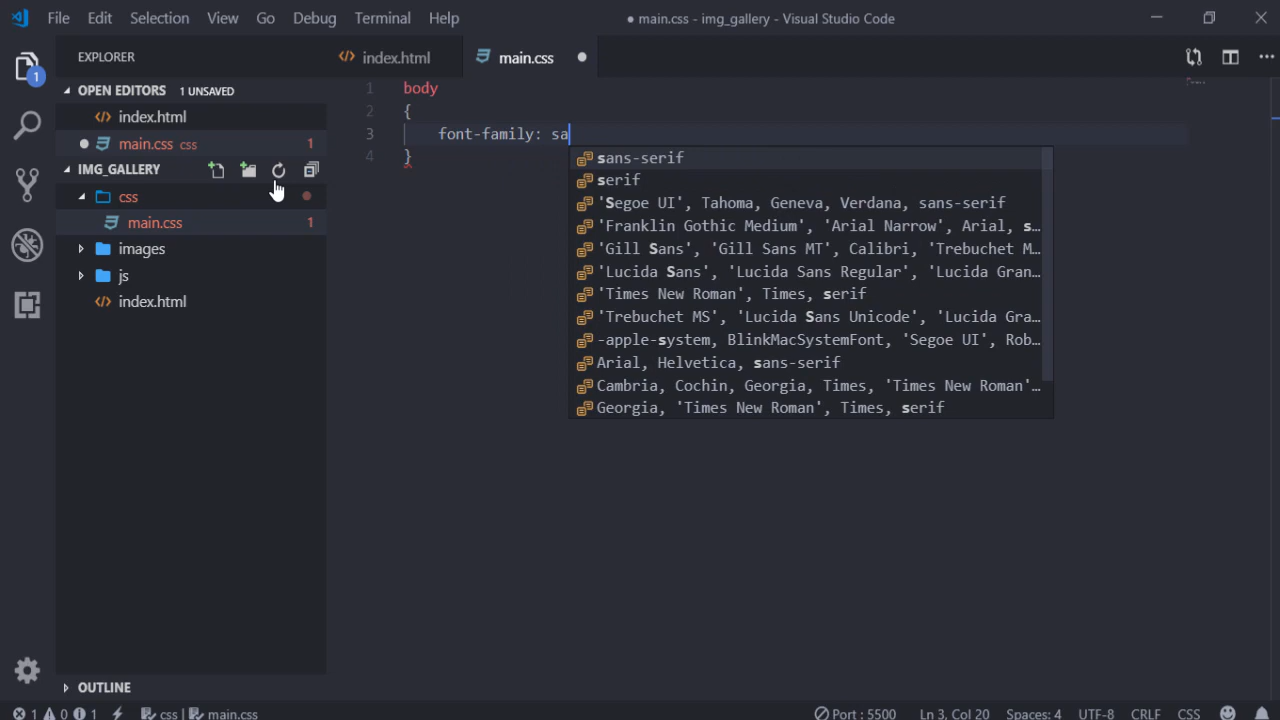 File Edit Selection View Go Debug Terminal Help
● main.css - img_gallery - Visual Studio Code
EXPLORER
index.html
main.css
1
OPEN EDITORS 1 UNSAVED
index.html
main.css css 1
IMG_GALLERY
css
main.css 1
images
js
index.html
OUTLINE
1 body
2 {
3 font-family: sa
4 }
sans-serif
serif
'Segoe UI', Tahoma, Geneva, Verdana, sans-serif
'Franklin Gothic Medium', 'Arial Narrow', Arial, s…
'Gill Sans', 'Gill Sans MT', Calibri, 'Trebuchet M…
'Lucida Sans', 'Lucida Sans Regular', 'Lucida Gran…
'Times New Roman', Times, serif
'Trebuchet MS', 'Lucida Sans Unicode', 'Lucida Gra…
-apple-system, BlinkMacSystemFont, 'Segoe UI', Rob…
Arial, Helvetica, sans-serif
Cambria, Cochin, Georgia, Times, 'Times New Roman'…
Georgia, 'Times New Roman', Times, serif
1 0 1 css | main.css
Port : 5500 Ln 3, Col 20 Spaces: 4 UTF-8 CRLF CSS